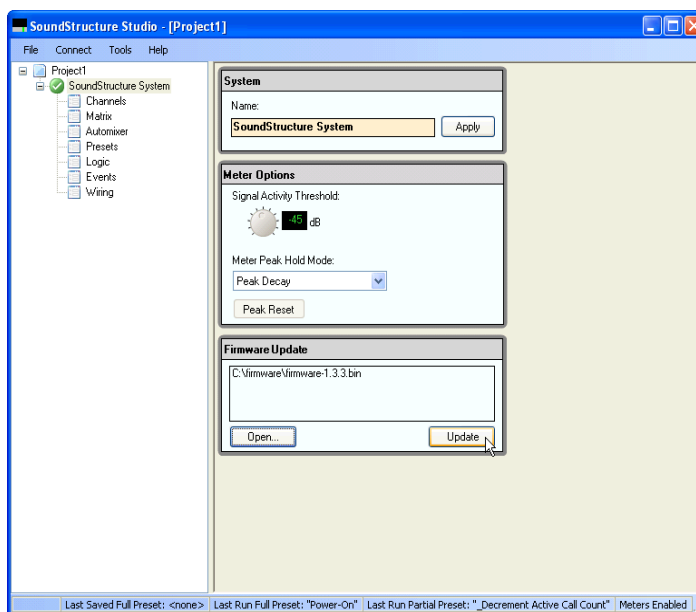 SoundStructure Studio - [Project1]
File Connect Tools Help
Project1
SoundStructure System
Channels
Matrix
Automixer
Presets
Logic
Events
Wiring
System
Name:
SoundStructure System
Apply
Meter Options
Signal Activity Threshold:
-45 dB
Meter Peak Hold Mode:
Peak Decay
Peak Reset
Firmware Update
C:\firmware\firmware-1.3.3.bin
Open...
Update
Last Saved Full Preset: <none> Last Run Full Preset: "Power-On" Last Run Partial Preset: "_Decrement Active Call Count" Meters Enabled